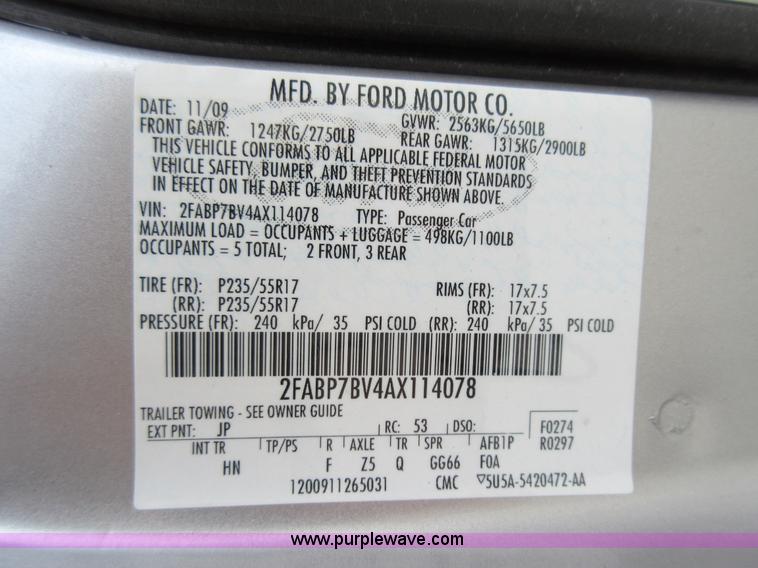 MFD. BY FORD MOTOR CO.
DATE: 11/09 GVWR: 2563KG/5650LB
FRONT GAWR: 1247KG/2750LB REAR GAWR: 1315KG/2900LB
THIS VEHICLE CONFORMS TO ALL APPLICABLE FEDERAL MOTOR
VEHICLE SAFETY, BUMPER, AND THEFT PREVENTION STANDARDS
IN EFFECT ON THE DATE OF MANUFACTURE SHOWN ABOVE.
VIN: 2FABP7BV4AX114078 TYPE: Passenger Car
MAXIMUM LOAD = OCCUPANTS + LUGGAGE = 498KG/1100LB
OCCUPANTS = 5 TOTAL; 2 FRONT, 3 REAR
TIRE (FR): P235/55R17 RIMS (FR): 17x7.5
(RR): P235/55R17 (RR): 17x7.5
PRESSURE (FR): 240 kPa/ 35 PSI COLD (RR): 240 kPa/ 35 PSI COLD
2FABP7BV4AX114078
TRAILER TOWING - SEE OWNER GUIDE
EXT PNT: JP RC: 53 DSO: F0274
INT TR TP/PS R AXLE TR SPR AFB1P R0297
HN F Z5 Q GG66 F0A
1200911265031 CMC ▽5U5A-5420472-AA
www.purplewave.com